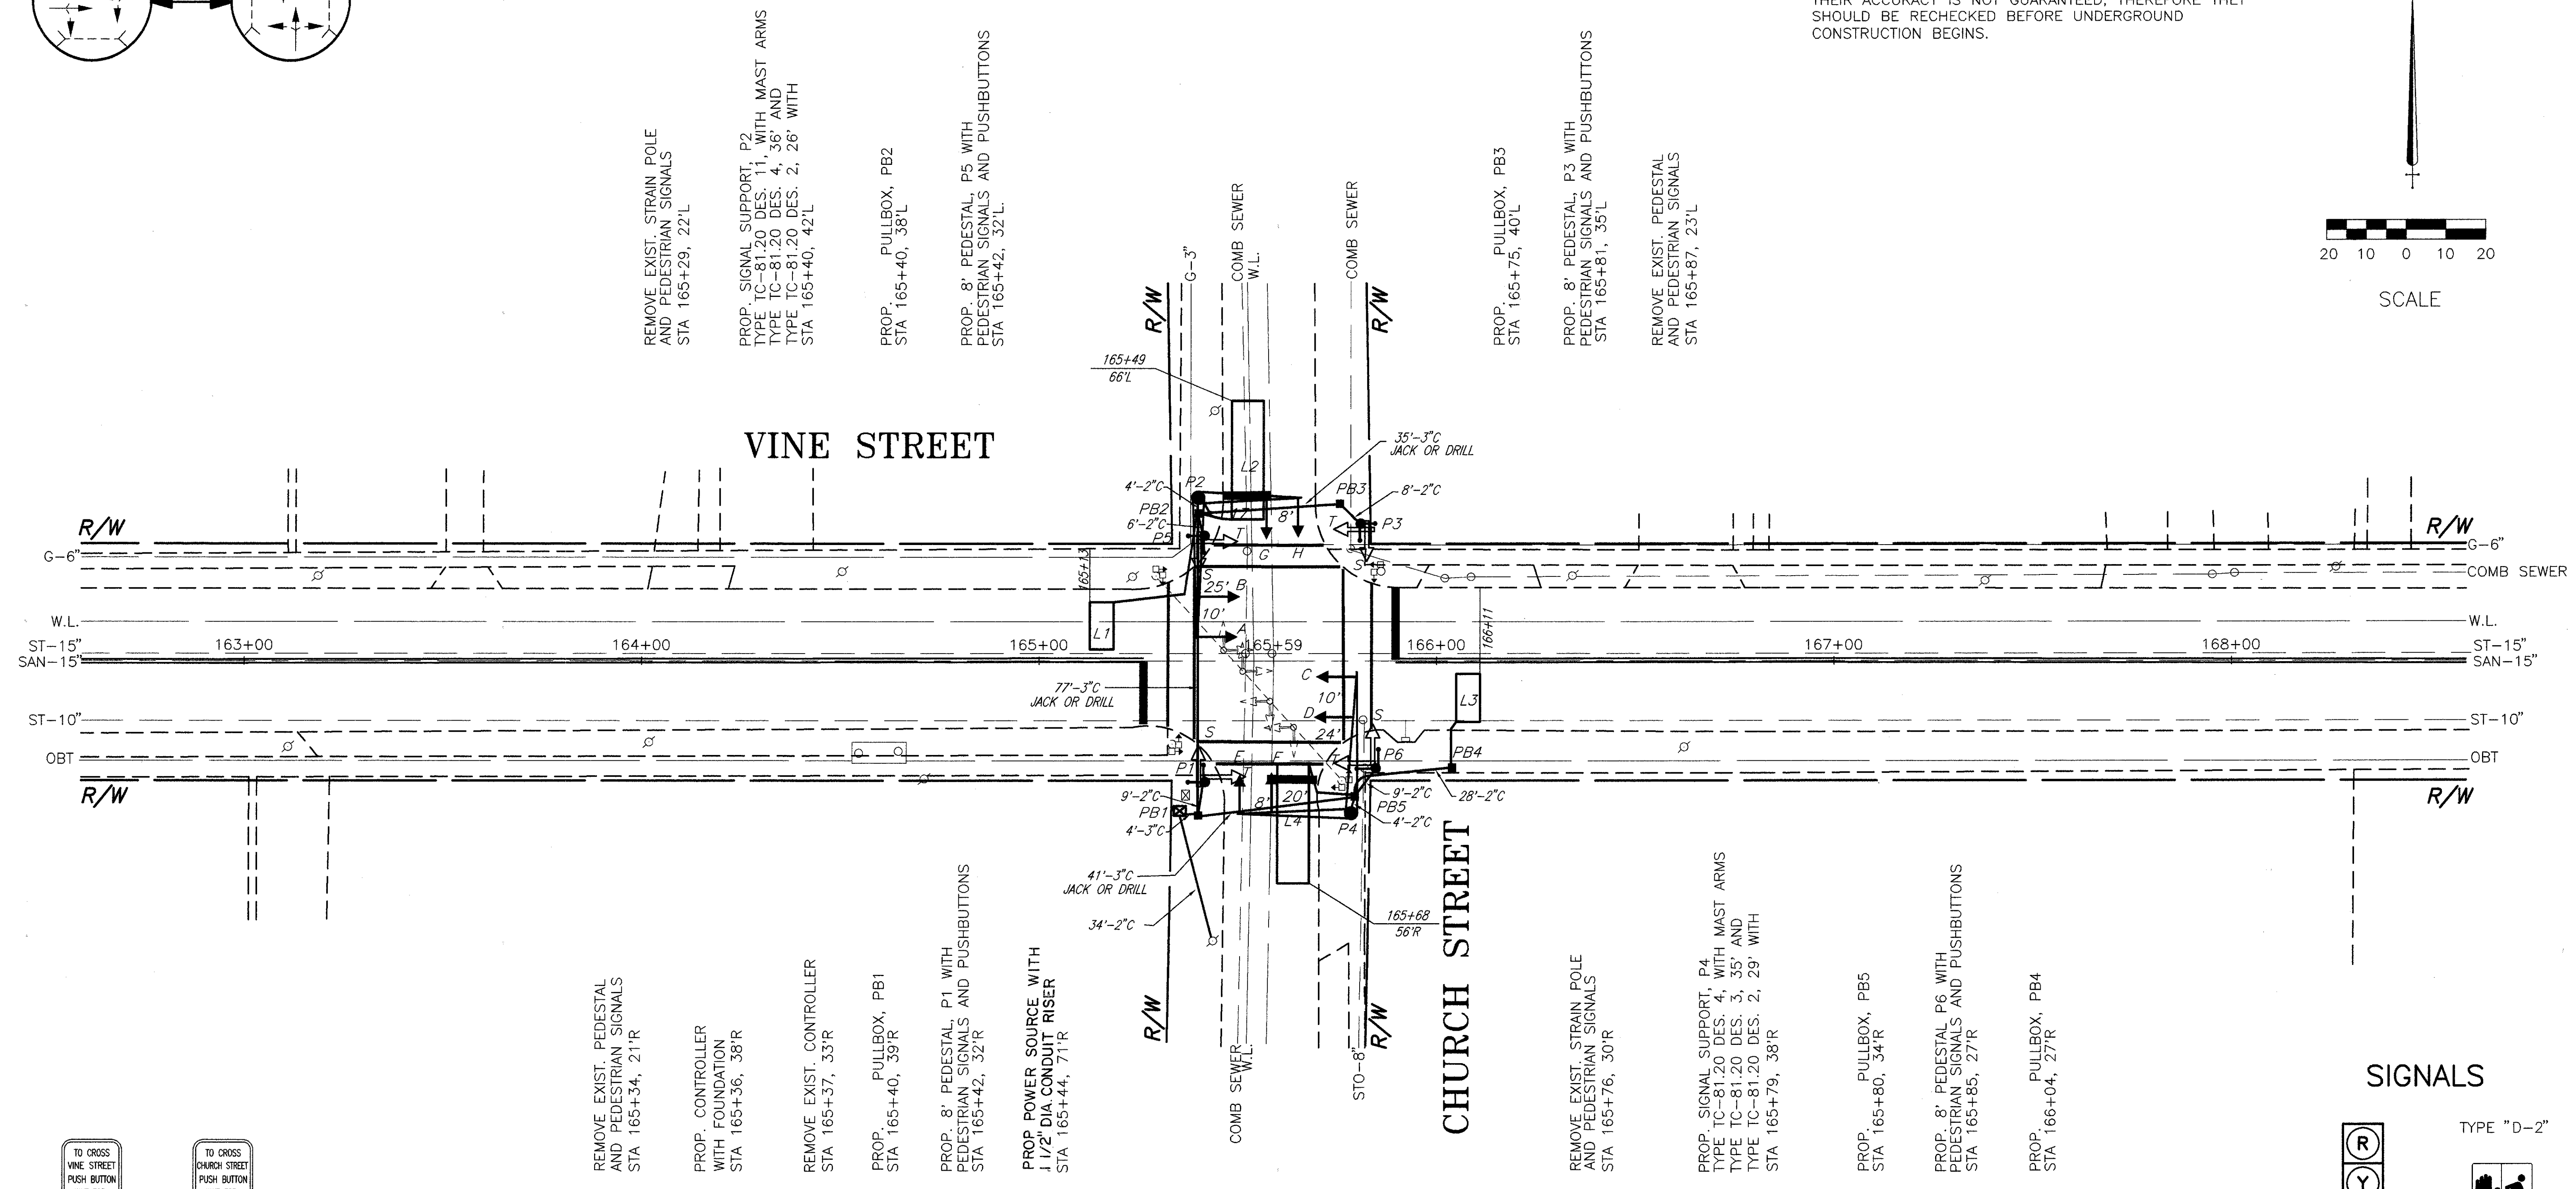 SHOULD BE RECHECKED BEFORE UNDERGROUND
CONSTRUCTION BEGINS.
REMOVE EXIST. STRAIN POLE
AND PEDESTRIAN SIGNALS
STA 165+29, 22'L
PROP. SIGNAL SUPPORT, P2
TYPE TC-81.20 DES. 11, WITH MAST ARMS
TYPE TC-81.20 DES. 4, 36' AND
TYPE TC-81.20 DES. 2, 26' WITH
STA 165+40, 42'L
PROP. PULLBOX, PB2
STA 165+40, 38'L
PROP. 8' PEDESTAL, P5 WITH
PEDESTRIAN SIGNALS AND PUSHBUTTONS
STA 165+42, 32'L.
PROP. PULLBOX, PB3
STA 165+75, 40'L
PROP. 8' PEDESTAL, P3 WITH
PEDESTRIAN SIGNALS AND PUSHBUTTONS
STA 165+81, 35'L
REMOVE EXIST. PEDESTAL
AND PEDESTRIAN SIGNALS
STA 165+87, 23'L
20 10 0 10 20
SCALE
G-3"
COMB SEWER
W.L.
COMB SEWER
R/W
R/W
165+49
66'L
VINE STREET
35'-3"C
JACK OR DRILL
L2
P2
4'-2"C
PB2
6'-2"C
P5
PB3
8'-2"C
P3
8'
T
T
G
H
S
S
R/W
R/W
G-6"
G-6"
COMB SEWER
165+13
25'
B
10'
A
L1
W.L.
W.L.
166+11
163+00
164+00
165+00
165+59
166+00
167+00
168+00
ST-15"
ST-15"
SAN-15"
SAN-15"
77'-3"C
JACK OR DRILL
C
10'
D
L3
ST-10"
ST-10"
S
S
24'
E
F
P6
PB4
OBT
OBT
P1
R/W
R/W
9'-2"C
8'
20'
9'-2"C
28'-2"C
PB1
4'-3"C
L4
P4
PB5
4'-2"C
41'-3"C
JACK OR DRILL
34'-2"C
165+68
56'R
CHURCH STREET
R/W
R/W
COMB SEWER
W.L.
STO-8"
REMOVE EXIST. PEDESTAL
AND PEDESTRIAN SIGNALS
STA 165+34, 21'R
PROP. CONTROLLER
WITH FOUNDATION
STA 165+36, 38'R
REMOVE EXIST. CONTROLLER
STA 165+37, 33'R
PROP. PULLBOX, PB1
STA 165+40, 39'R
PROP. 8' PEDESTAL, P1 WITH
PEDESTRIAN SIGNALS AND PUSHBUTTONS
STA 165+42, 32'R
PROP POWER SOURCE WITH
1 1/2" DIA. CONDUIT RISER
STA 165+44, 71'R
REMOVE EXIST. STRAIN POLE
AND PEDESTRIAN SIGNALS
STA 165+76, 30'R
PROP. SIGNAL SUPPORT, P4
TYPE TC-81.20 DES. 4, WITH MAST ARMS
TYPE TC-81.20 DES. 3, 35' AND
TYPE TC-81.20 DES. 2, 29' WITH
STA 165+79, 38'R
PROP. PULLBOX, PB5
STA 165+80, 34'R
PROP. 8' PEDESTAL P6 WITH
PEDESTRIAN SIGNALS AND PUSHBUTTONS
STA 165+85, 27'R
PROP. PULLBOX, PB4
STA 166+04, 27'R
SIGNALS
TYPE "D-2"
R
Y
TO CROSS
VINE STREET
PUSH BUTTON
TO CROSS
CHURCH STREET
PUSH BUTTON